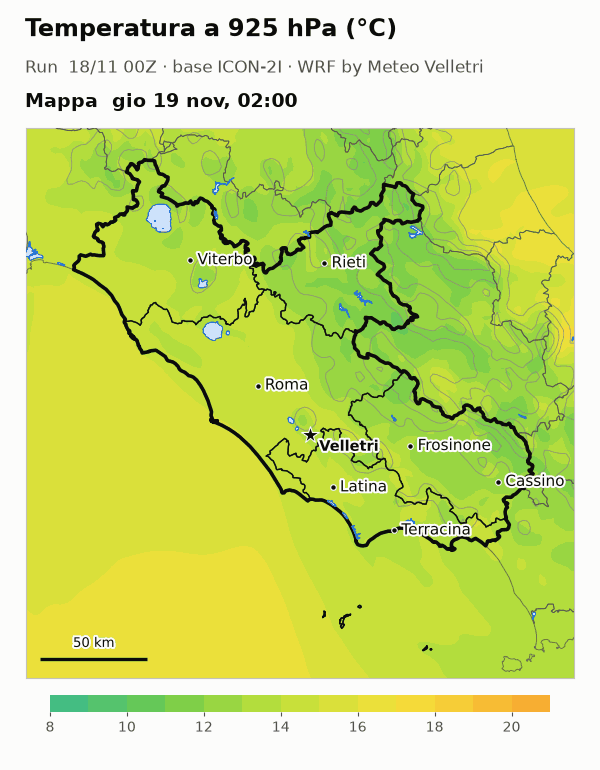 Temperatura a 925 hPa (°C)
Run  18/11 00Z · base ICON-2I · WRF by Meteo Velletri
Mappa  gio 19 nov, 02:00
Viterbo
Rieti
Roma
Velletri
Frosinone
Latina
Cassino
Terracina
50 km
8 10 12 14 16 18 20